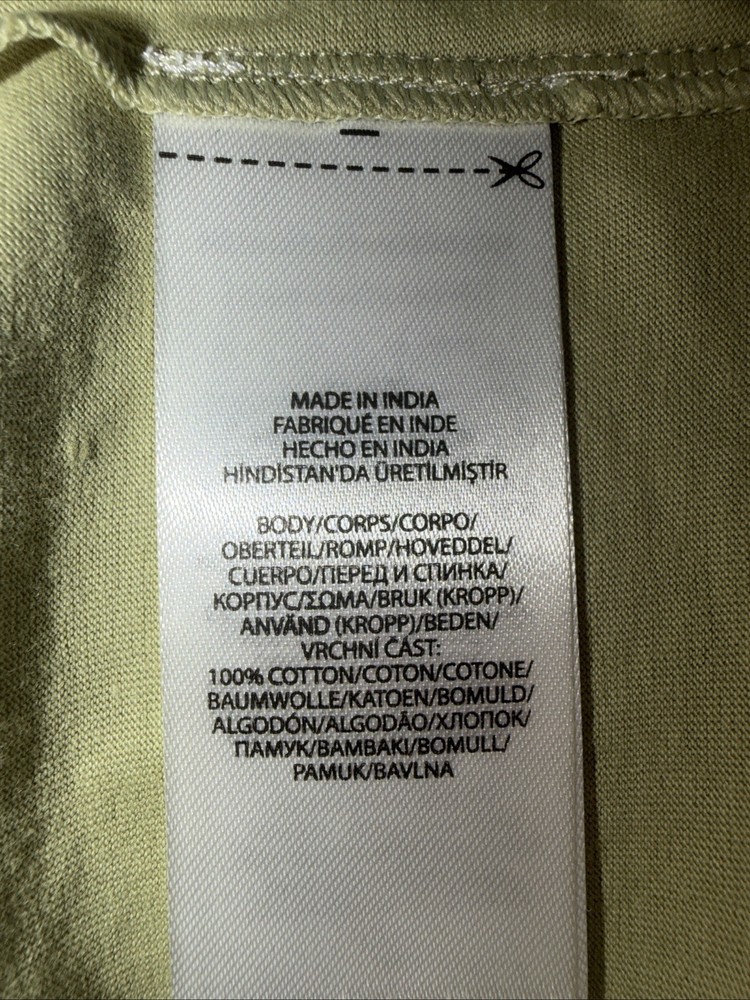 MADE IN INDIA
FABRIQUÉ EN INDE
HECHO EN INDIA
HİNDİSTAN'DA ÜRETİLMİŞTİR
BODY/CORPS/CORPO/
OBERTEIL/ROMP/HOVEDDEL/
CUERPO/ПЕРЕД И СПИНКА/
КОРПУС/ΣΩΜΑ/BRUK (KROPP)/
ANVÄND (KROPP)/BEDEN/
VRCHNÍ ČÁST:
100% COTTON/COTON/COTONE/
BAUMWOLLE/KATOEN/BOMULD/
ALGODÓN/ALGODÃO/ХЛОПОК/
ПАМУК/BAMBAKI/BOMULL/
PAMUK/BAVLNA